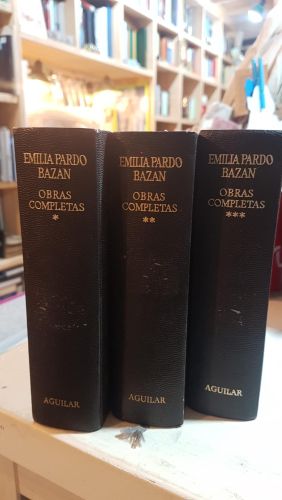 EMILIA PARDO
BAZAN
OBRAS
COMPLETAS
*
AGUILAR
EMILIA PARDO
BAZAN
OBRAS
COMPLETAS
**
AGUILAR
EMILIA PARDO
BAZAN
OBRAS
COMPLETAS
***
AGUILAR